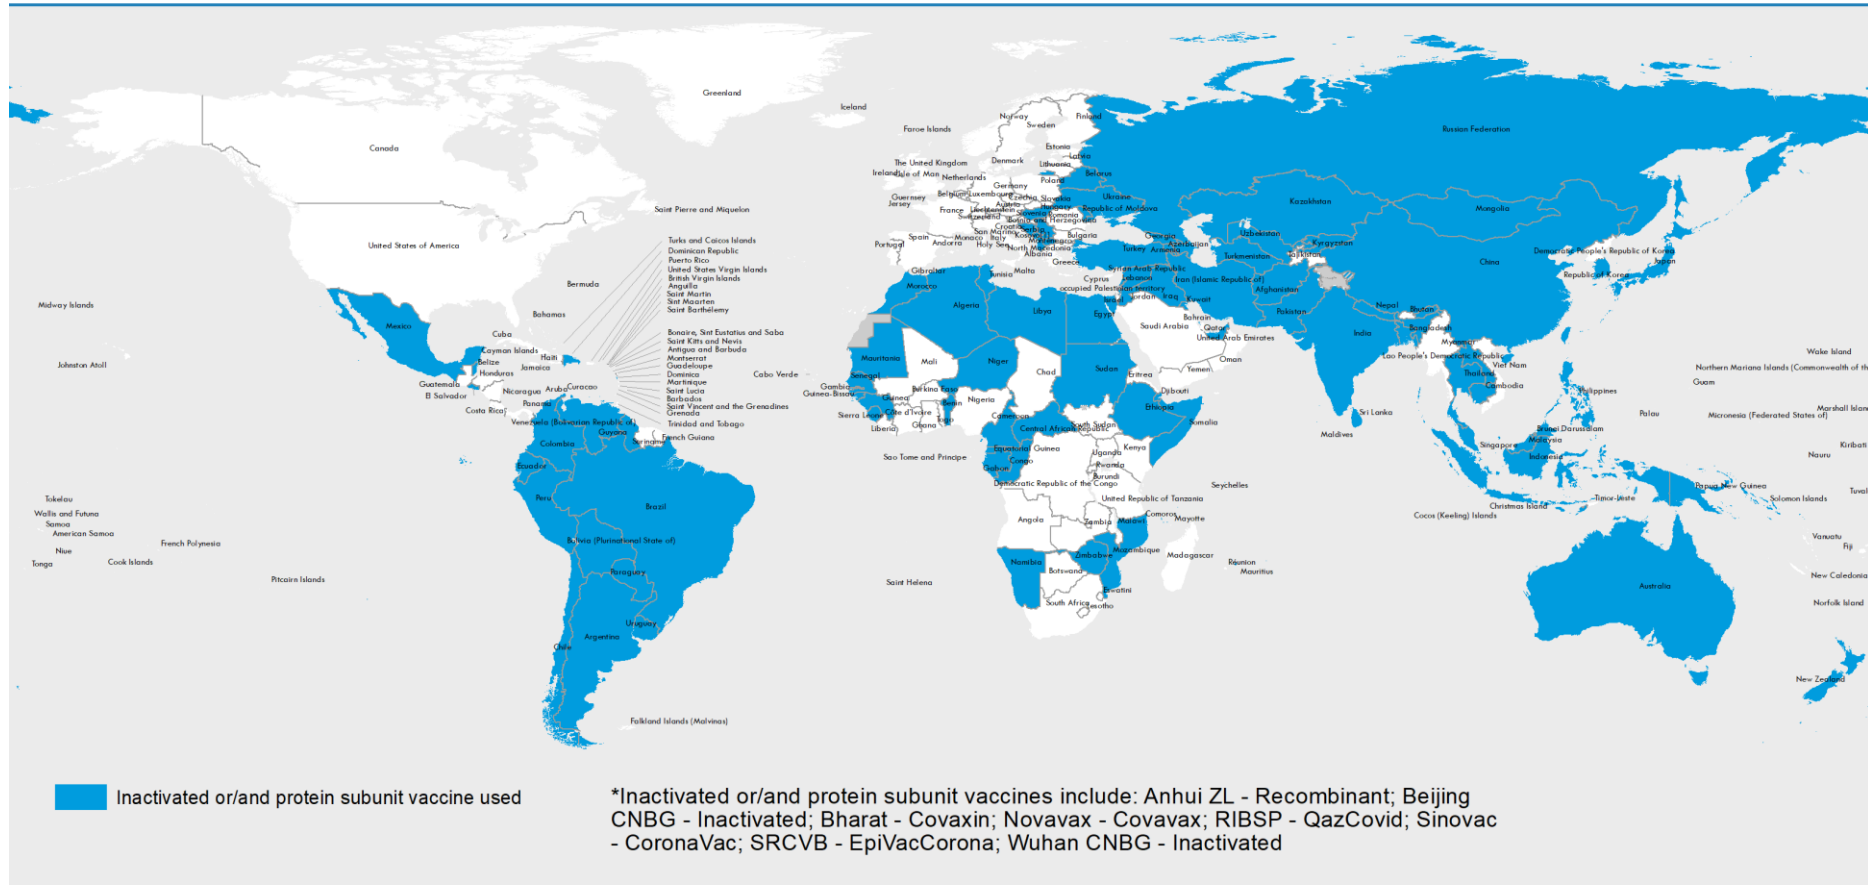 Greenland
Iceland
Faroe Islands
Norway
Sweden
Finland
Russian Federation
Canada
Estonia
Latvia
Denmark
Lithuania
The United Kingdom
Ireland
Isle of Man
Netherlands
Poland
Belarus
Germany
Belgium
Luxembourg
Guernsey
Jersey
Czechia
Slovakia
Ukraine
Austria
Hungary
Republic of Moldova
France
Liechtenstein
Switzerland
Slovenia
Romania
Kazakhstan
Mongolia
Saint Pierre and Miquelon
Bosnia and Herzegovina
Croatia
San Marino
Serbia
Spain
Monaco
Italy
Kosovo
Montenegro
Bulgaria
Portugal
Andorra
Holy See
North Macedonia
Albania
Greece
Georgia
Azerbaijan
Turkey
Armenia
Uzbekistan
Kyrgyzstan
Turkmenistan
Tajikistan
Democratic People's Republic of Korea
Japan
China
Republic of Korea
United States of America
Turks and Caicos Islands
Dominican Republic
Puerto Rico
United States Virgin Islands
British Virgin Islands
Anguilla
Saint Martin
Sint Maarten
Saint Barthélemy
Bermuda
Gibraltar
Tunisia
Malta
Cyprus
Syrian Arab Republic
Lebanon
occupied Palestinian territory
Israel
Jordan
Iraq
Iran (Islamic Republic of)
Kuwait
Afghanistan
Pakistan
Nepal
Bhutan
India
Bangladesh
Myanmar
Lao People's Democratic Republic
Midway Islands
Bahamas
Mexico
Morocco
Algeria
Libya
Egypt
Saudi Arabia
Bahrain
Qatar
United Arab Emirates
Oman
Yemen
Cuba
Cayman Islands
Haiti
Jamaica
Belize
Honduras
Guatemala
El Salvador
Nicaragua
Aruba
Curacao
Costa Rica
Panama
Bonaire, Sint Eustatius and Saba
Saint Kitts and Nevis
Antigua and Barbuda
Montserrat
Guadeloupe
Dominica
Martinique
Saint Lucia
Barbados
Saint Vincent and the Grenadines
Grenada
Trinidad and Tobago
Johnston Atoll
Cabo Verde
Mauritania
Mali
Niger
Chad
Sudan
Eritrea
Djibouti
Senegal
Gambia
Guinea-Bissau
Guinea
Burkina Faso
Benin
Nigeria
Sierra Leone
Côte d'Ivoire
Liberia
Ghana
Togo
Cameroon
Central African Republic
South Sudan
Ethiopia
Somalia
Thailand
Viet Nam
Cambodia
Philippines
Sri Lanka
Maldives
Wake Island
Northern Mariana Islands (Commonwealth of th
Guam
Palau
Micronesia (Federated States of)
Marshall Island
Kiribati
Nauru
Venezuela (Bolivarian Republic of)
Guyana
Suriname
French Guiana
Colombia
Ecuador
Peru
Brazil
Equatorial Guinea
Gabon
Congo
Sao Tome and Principe
Democratic Republic of the Congo
Uganda
Kenya
Rwanda
Burundi
United Republic of Tanzania
Seychelles
Brunei Darussalam
Malaysia
Singapore
Indonesia
Papua New Guinea
Timor-Leste
Christmas Island
Cocos (Keeling) Islands
Solomon Islands
Tuval
Tokelau
Wallis and Futuna
Samoa
American Samoa
Niue
Tonga
Cook Islands
French Polynesia
Pitcairn Islands
Bolivia (Plurinational State of)
Paraguay
Uruguay
Argentina
Chile
Falkland Islands (Malvinas)
Saint Helena
Angola
Zambia
Malawi
Comoros
Mayotte
Mozambique
Zimbabwe
Namibia
Botswana
Madagascar
Réunion
Mauritius
Eswatini
South Africa
Lesotho
Vanuatu
Fiji
New Caledonia
Norfolk Island
Australia
New Zealand
Inactivated or/and protein subunit vaccine used
*Inactivated or/and protein subunit vaccines include: Anhui ZL - Recombinant; Beijing
CNBG - Inactivated; Bharat - Covaxin; Novavax - Covavax; RIBSP - QazCovid; Sinovac
- CoronaVac; SRCVB - EpiVacCorona; Wuhan CNBG - Inactivated